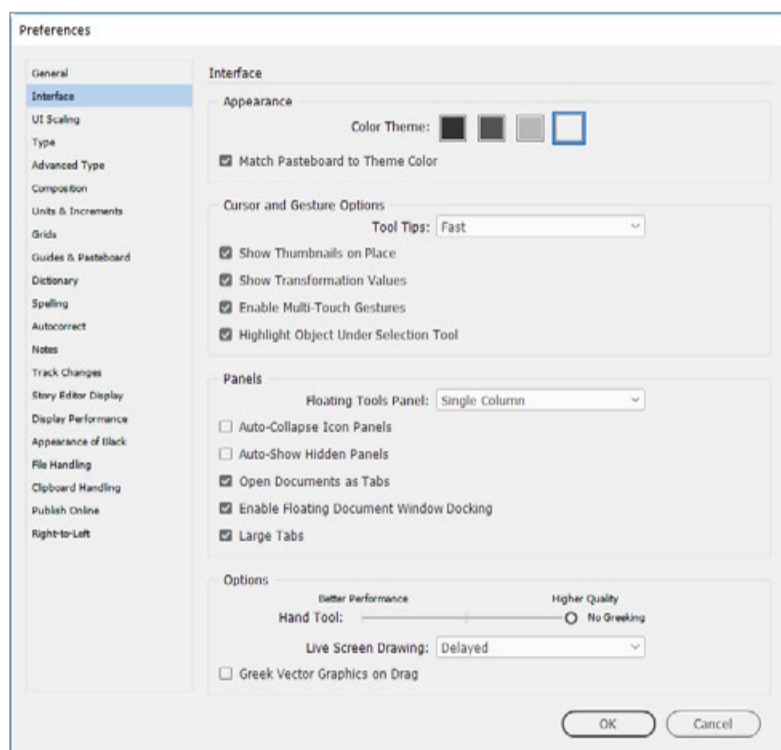 Preferences
General
Interface
UI Scaling
Type
Advanced Type
Composition
Units & Increments
Grids
Guides & Pasteboard
Dictionary
Spelling
Autocorrect
Notes
Track Changes
Story Editor Display
Display Performance
Appearance of Black
File Handling
Clipboard Handling
Publish Online
Right-to-Left
Interface
Appearance
Color Theme:
Match Pasteboard to Theme Color
Cursor and Gesture Options
Tool Tips: Fast
Show Thumbnails on Place
Show Transformation Values
Enable Multi-Touch Gestures
Highlight Object Under Selection Tool
Panels
Floating Tools Panel: Single Column
Auto-Collapse Icon Panels
Auto-Show Hidden Panels
Open Documents as Tabs
Enable Floating Document Window Docking
Large Tabs
Options
Better Performance Higher Quality
Hand Tool: No Greeking
Live Screen Drawing: Delayed
Greek Vector Graphics on Drag
OK Cancel